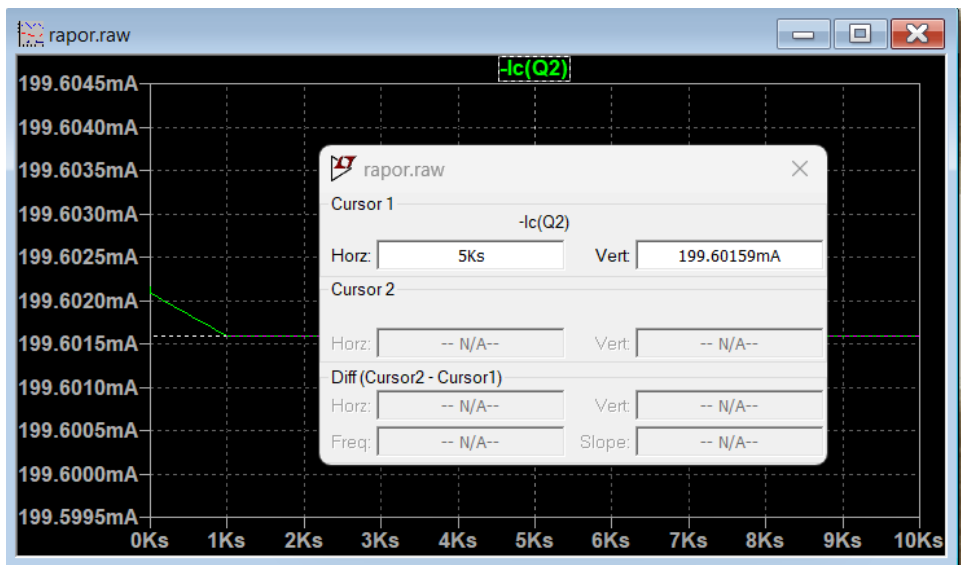 rapor.raw
-Ic(Q2)
199.6045mA
199.6040mA
199.6035mA
199.6030mA
199.6025mA
199.6020mA
199.6015mA
199.6010mA
199.6005mA
199.6000mA
199.5995mA
0Ks 1Ks 2Ks 3Ks 4Ks 5Ks 6Ks 7Ks 8Ks 9Ks 10Ks
rapor.raw
Cursor 1
-Ic(Q2)
Horz: 5Ks Vert: 199.60159mA
Cursor 2
Horz: -- N/A-- Vert: -- N/A--
Diff (Cursor2 - Cursor1)
Horz: -- N/A-- Vert: -- N/A--
Freq: -- N/A-- Slope: -- N/A--